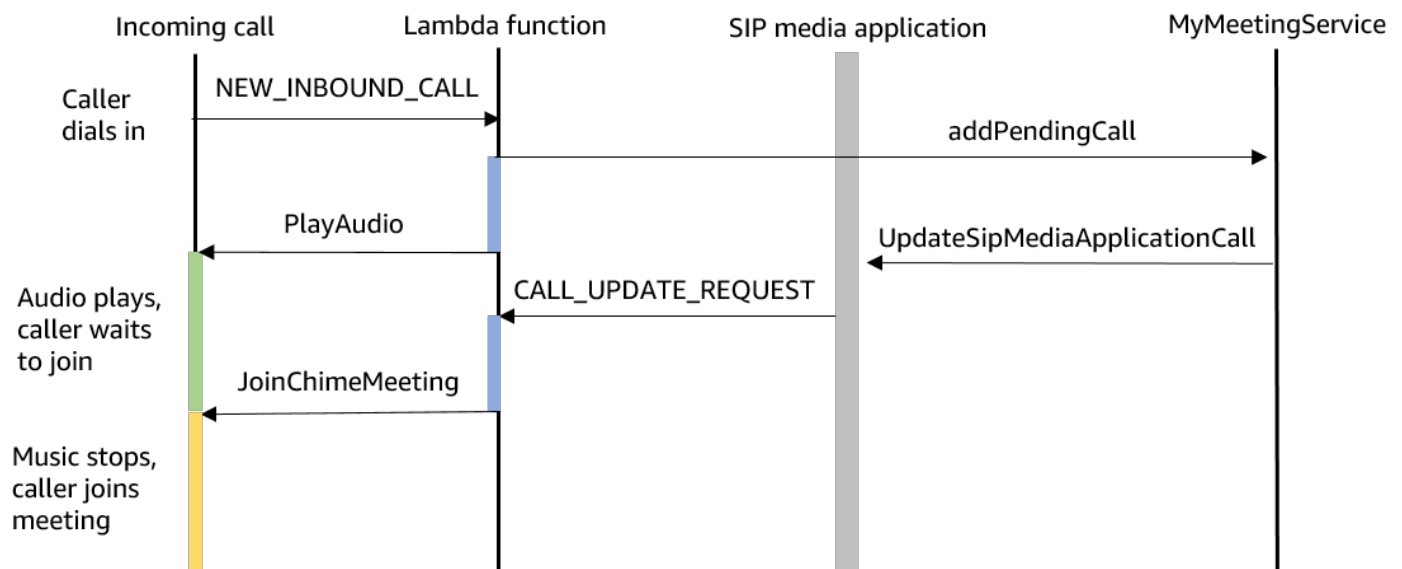 Incoming call
Lambda function
SIP media application
MyMeetingService
NEW_INBOUND_CALL
Caller
dials in
addPendingCall
PlayAudio
UpdateSipMediaApplicationCall
CALL_UPDATE_REQUEST
Audio plays,
caller waits
to join
JoinChimeMeeting
Music stops,
caller joins
meeting